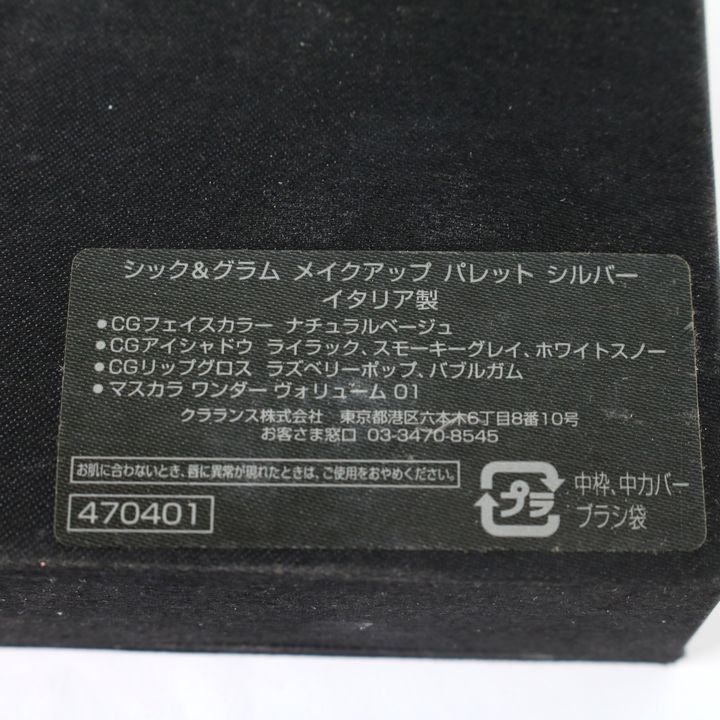 シック&グラム メイクアップ パレット シルバー
イタリア製
•CGフェイスカラー ナチュラルベージュ
•CGアイシャドウ ライラック、スモーキーグレイ、ホワイトスノー
•CGリップグロス ラズベリーポップ、バブルガム
•マスカラ ワンダー ヴォリューム 01
クラランス株式会社 東京都港区六本木6丁目8番10号
お客さま窓口 03-3470-8545
お肌に合わないとき、唇に異常が現れたときは、ご使用をおやめください。
470401
プラ
中枠、中カバー
ブラシ袋